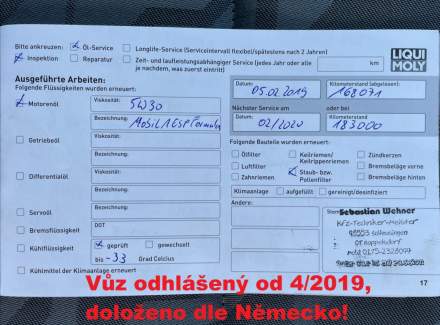 Bitte ankreuzen:
Öl-Service
Longlife-Service (Serviceintervall flexibel/spätestens nach 2 Jahren)
Inspektion
Reparatur
Zeit- und laufleistungsabhängiger Service (jedes Jahr oder alle
km
je nachdem, was zuerst eintritt)
LIQUI
MOLY
Ausgeführte Arbeiten:
Folgende Flüssigkeiten wurden erneuert:
Datum:
05.02.2019
Kilometerstand (abgelesen):
168071
Nächster Service am
oder bei
Datum:
02/2020
Kilometerstand:
183000
Motorenöl
Viskosität:
5W30
Bezeichnung:
Mobil 1 ESP Formula
Getriebeöl
Viskosität:
Bezeichnung:
Differentialöl
Viskosität:
Bezeichnung:
Servoöl
Bezeichnung:
Bremsflüssigkeit
DOT
Kühlflüssigkeit
geprüft
gewechselt
bis -33 Grad Celcius
Kühlmittel der Klimaanlage erneuert
Folgende Bauteile wurden erneuert:
Ölfilter
Keilriemen/
Keilrippenriemen
Zündkerzen
Luftfilter
Bremsbeläge vorne
Zahnriemen
Staub- bzw.
Pollenfilter
Bremsbeläge hinten
Klimaanlage
aufgefüllt
gereinigt/desinfiziert
Andere:
Sebastian Wehner
Kfz-Techniker-Meister
17
Vůz odhlášený od 4/2019,
doloženo dle Německo!